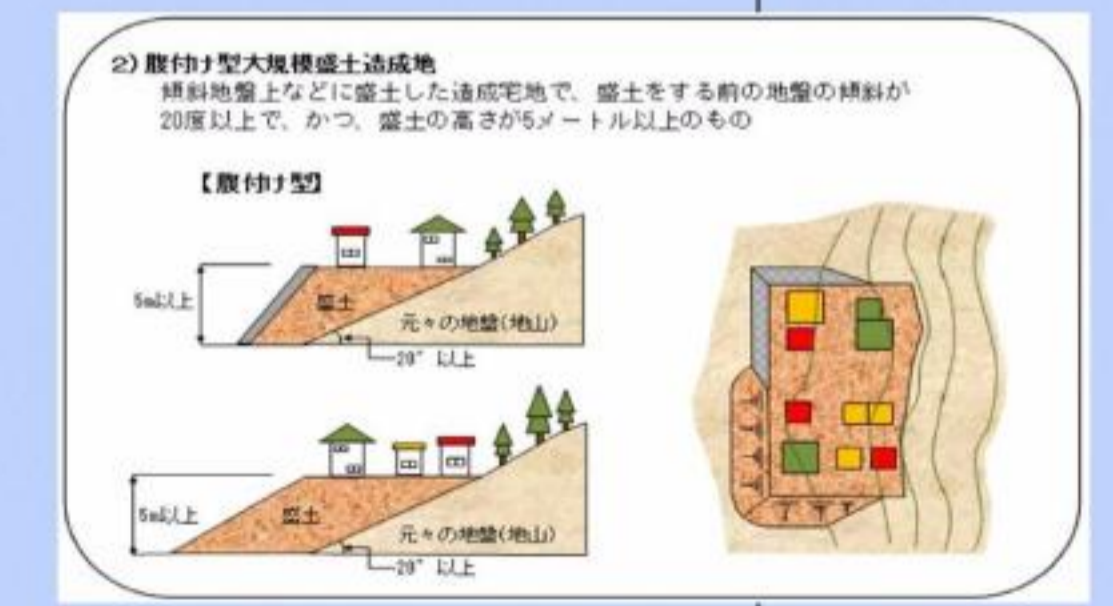 2) 腹付け型大規模盛土造成地
傾斜地盤上などに盛土した造成宅地で、盛土をする前の地盤の傾斜が
20度以上で、かつ、盛土の高さが5メートル以上のもの
【腹付け型】
5m以上
盛土
元々の地盤(地山)
20° 以上
5m以上
盛土
元々の地盤(地山)
20° 以上